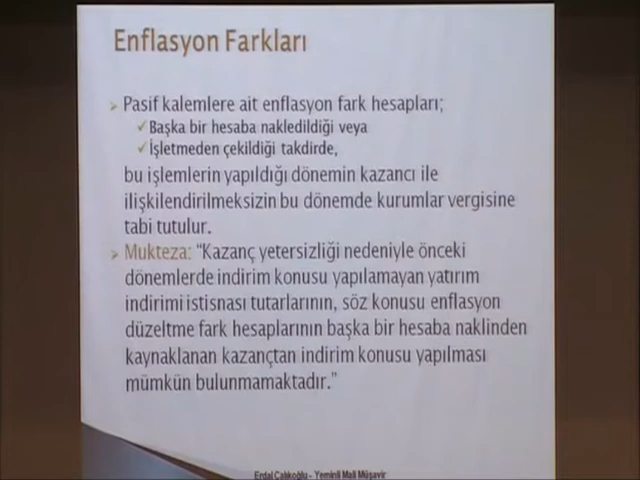 Enflasyon Farkları
Pasif kalemlere ait enflasyon fark hesapları;
Başka bir hesaba nakledildiği veya
İşletmeden çekildiği takdirde,
bu işlemlerin yapıldığı dönemin kazancı ile
ilişkilendirilmeksizin bu dönemde kurumlar vergisine
tabi tutulur.
Mukteza: “Kazanç yetersizliği nedeniyle önceki
dönemlerde indirim konusu yapılamayan yatırım
indirimi istisnası tutarlarının, söz konusu enflasyon
düzeltme fark hesaplarının başka bir hesaba naklinden
kaynaklanan kazançtan indirim konusu yapılması
mümkün bulunmamaktadır.”
Erdal Çalıkoğlu - Yeminli Mali Müşavir